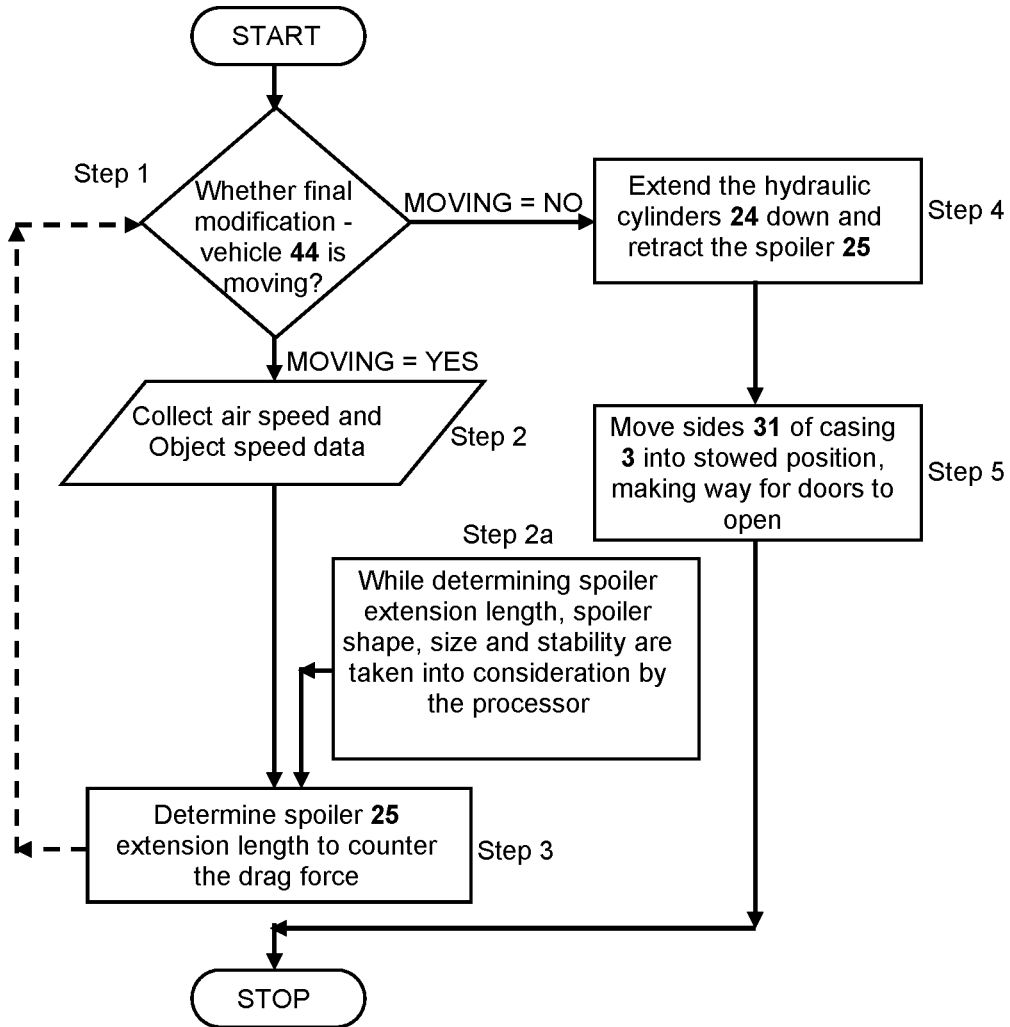 START
Step 1
Whether final
modification -
vehicle 44 is
moving?
MOVING = NO
Extend the hydraulic
cylinders 24 down and
retract the spoiler 25
Step 4
MOVING = YES
Collect air speed and
Object speed data
Step 2
Move sides 31 of casing
3 into stowed position,
making way for doors to
open
Step 5
Step 2a
While determining spoiler
extension length, spoiler
shape, size and stability are
taken into consideration by
the processor
Determine spoiler 25
extension length to counter
the drag force
Step 3
STOP